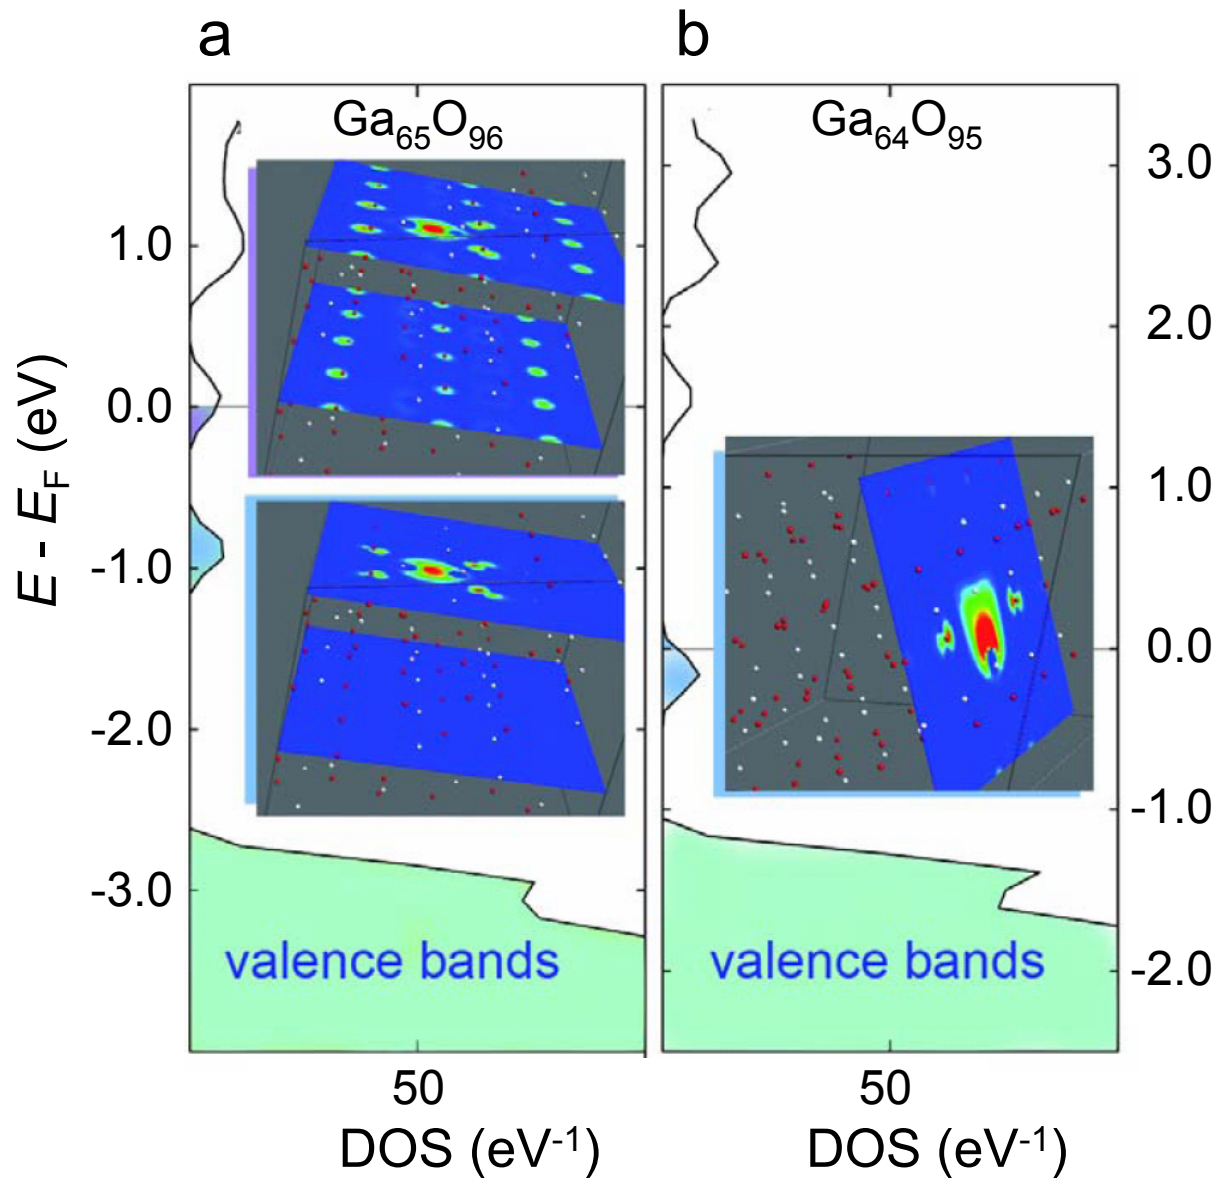 a
b
Ga65O96
Ga64O95
E - EF (eV)
1.0
0.0
-1.0
-2.0
-3.0
3.0
2.0
1.0
0.0
-1.0
-2.0
valence bands
valence bands
50
50
DOS (eV-1)
DOS (eV-1)